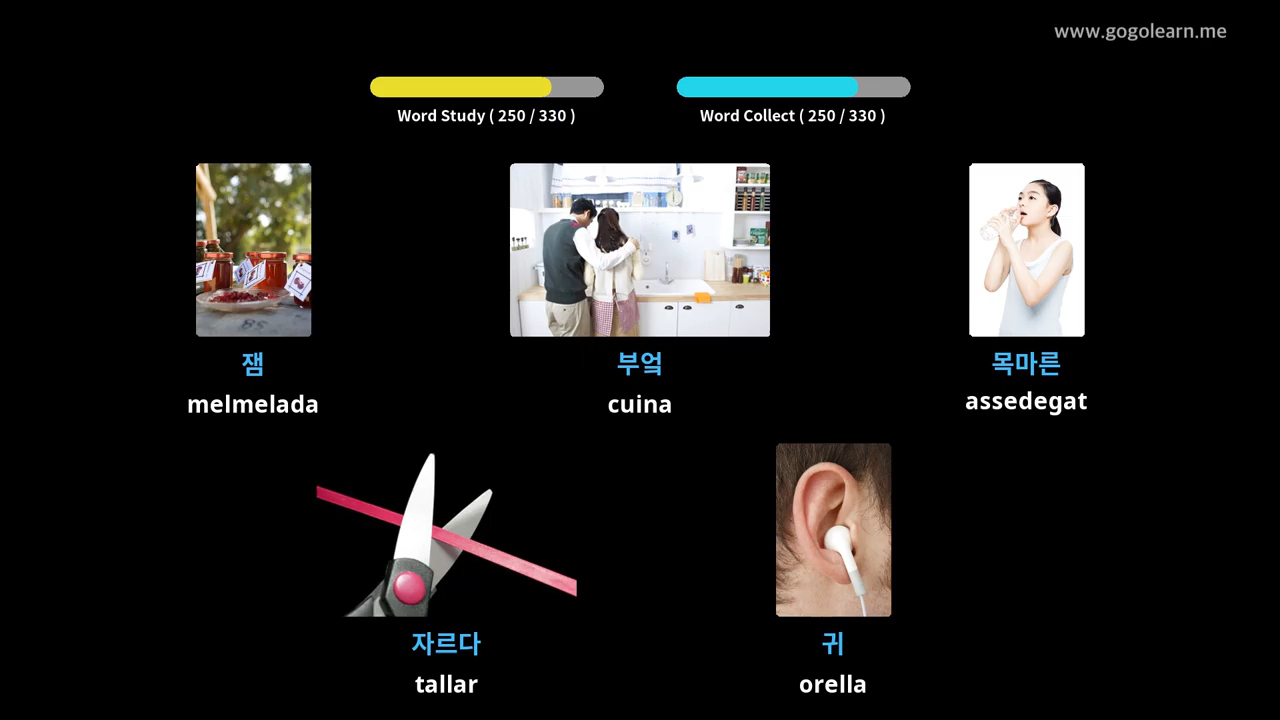 www.gogolearn.me
Word Study ( 250 / 330 )
Word Collect ( 250 / 330 )
잼
melmelada
부엌
cuina
목마른
assedegat
자르다
tallar
귀
orella